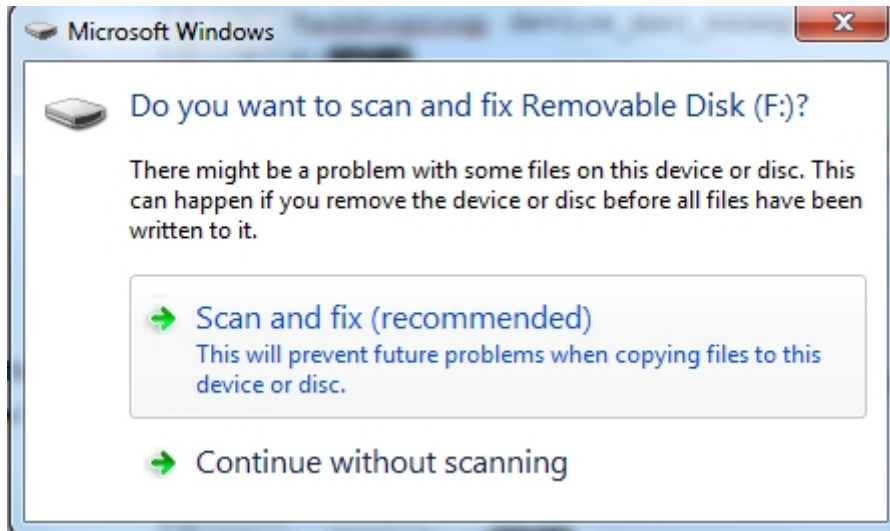 Microsoft Windows
Do you want to scan and fix Removable Disk (F:)?
There might be a problem with some files on this device or disc. This
can happen if you remove the device or disc before all files have been
written to it.
Scan and fix (recommended)
This will prevent future problems when copying files to this
device or disc.
Continue without scanning